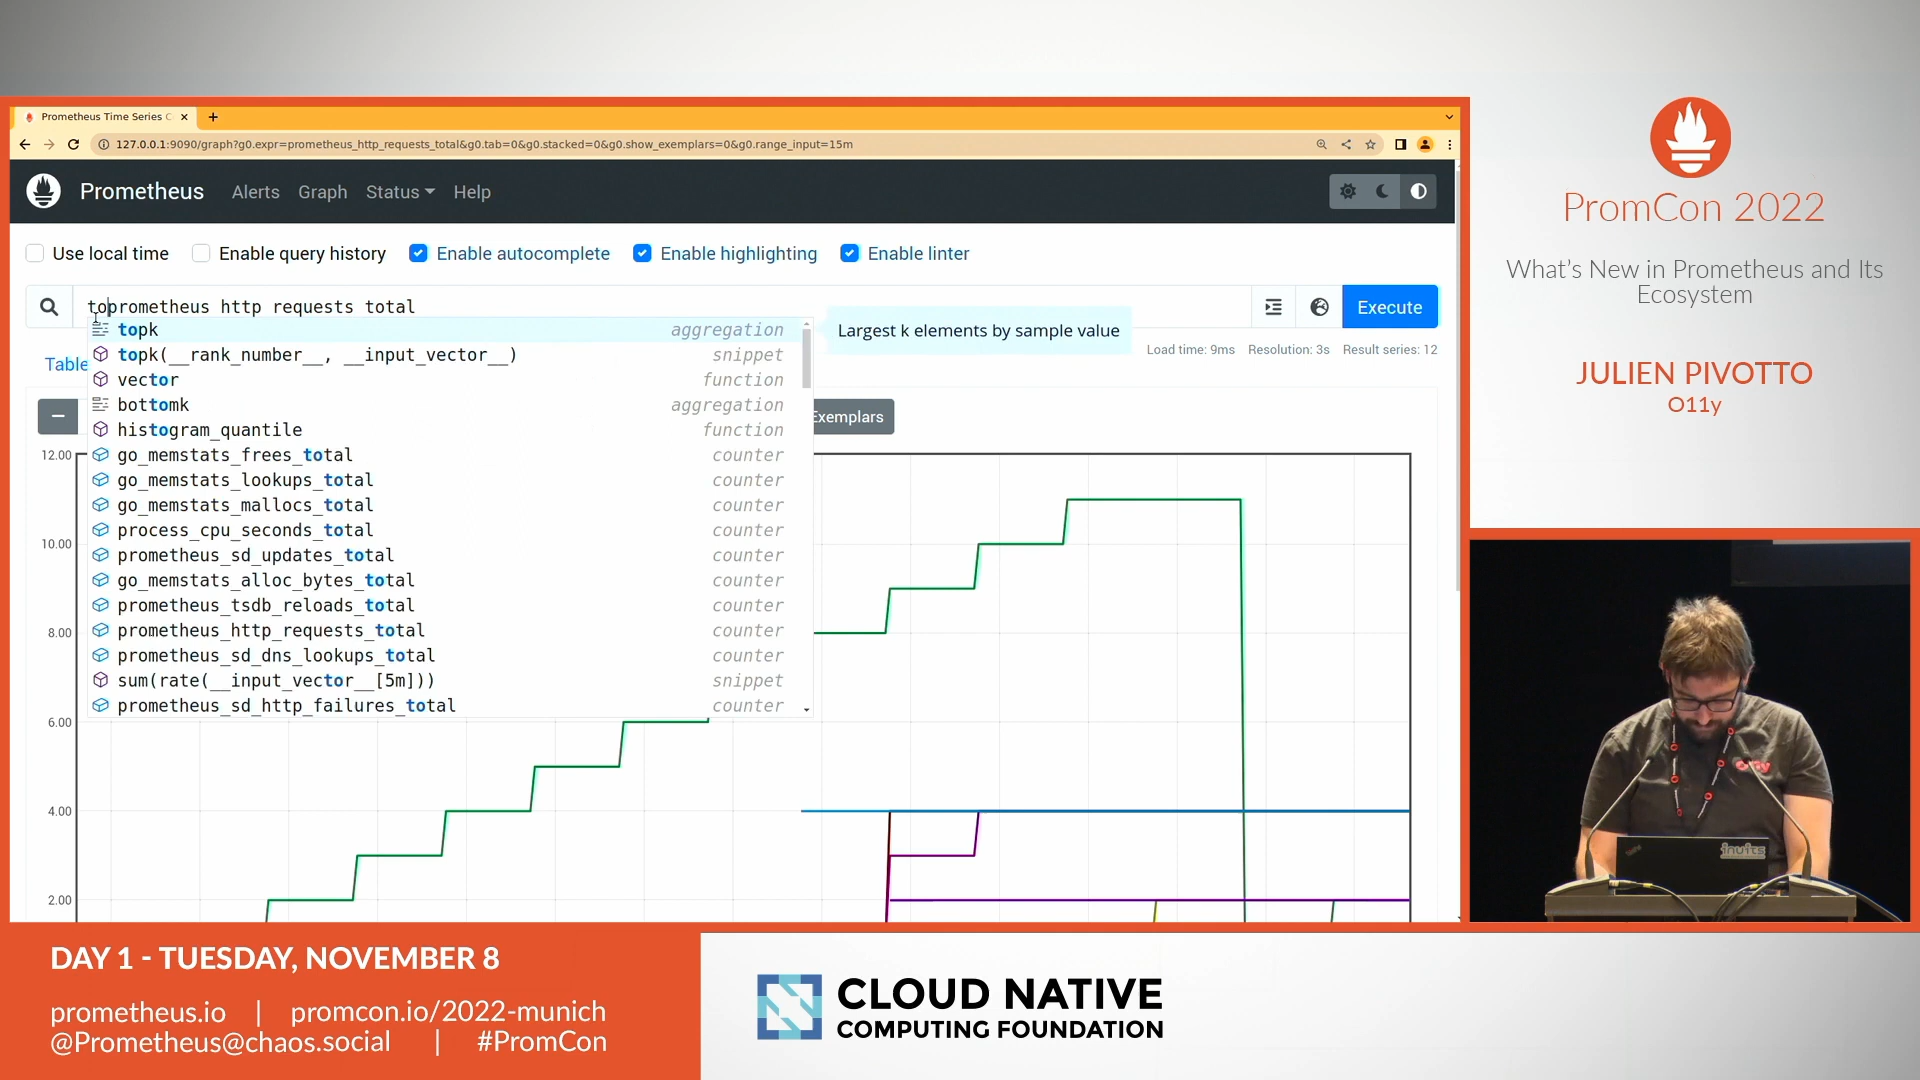 Prometheus Time Series C
127.0.0.1:9090/graph?g0.expr=prometheus_http_requests_total&g0.tab=0&g0.stacked=0&g0.show_exemplars=0&g0.range_input=15m
Prometheus Alerts Graph Status Help
Use local time Enable query history Enable autocomplete Enable highlighting Enable linter
toprometheus http requests total Execute
topk aggregation Largest k elements by sample value
Load time: 9ms Resolution: 3s Result series: 12
topk(__rank_number__, __input_vector__) snippet
Table
vector function
bottomk aggregation
Exemplars
histogram_quantile function
go_memstats_frees_total counter
go_memstats_lookups_total counter
go_memstats_mallocs_total counter
process_cpu_seconds_total counter
prometheus_sd_updates_total counter
go_memstats_alloc_bytes_total counter
prometheus_tsdb_reloads_total counter
prometheus_http_requests_total counter
prometheus_sd_dns_lookups_total counter
sum(rate(__input_vector__[5m])) snippet
prometheus_sd_http_failures_total counter
12.00
10.00
8.00
6.00
4.00
2.00
PromCon 2022
What's New in Prometheus and Its
Ecosystem
JULIEN PIVOTTO
O11y
inuits
DAY 1 - TUESDAY, NOVEMBER 8
prometheus.io | promcon.io/2022-munich
@Prometheus@chaos.social | #PromCon
CLOUD NATIVE
COMPUTING FOUNDATION